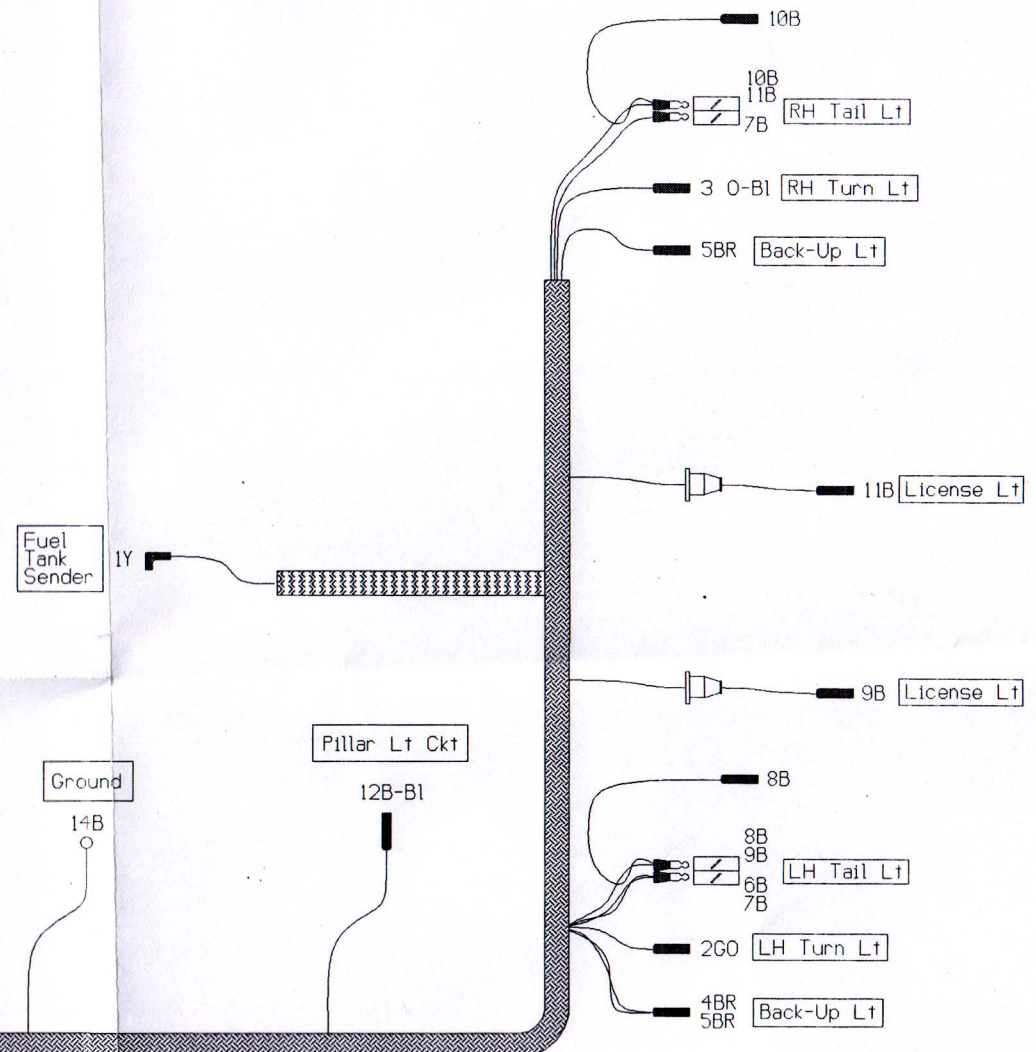 10B
10B
11B
7B
RH Tail Lt
3 O-Bl
RH Turn Lt
5BR
Back-Up Lt
11B
License Lt
Fuel
Tank
Sender
1Y
9B
License Lt
Pillar Lt Ckt
12B-Bl
Ground
14B
8B
8B
9B
6B
7B
LH Tail Lt
2GO
LH Turn Lt
4BR
5BR
Back-Up Lt